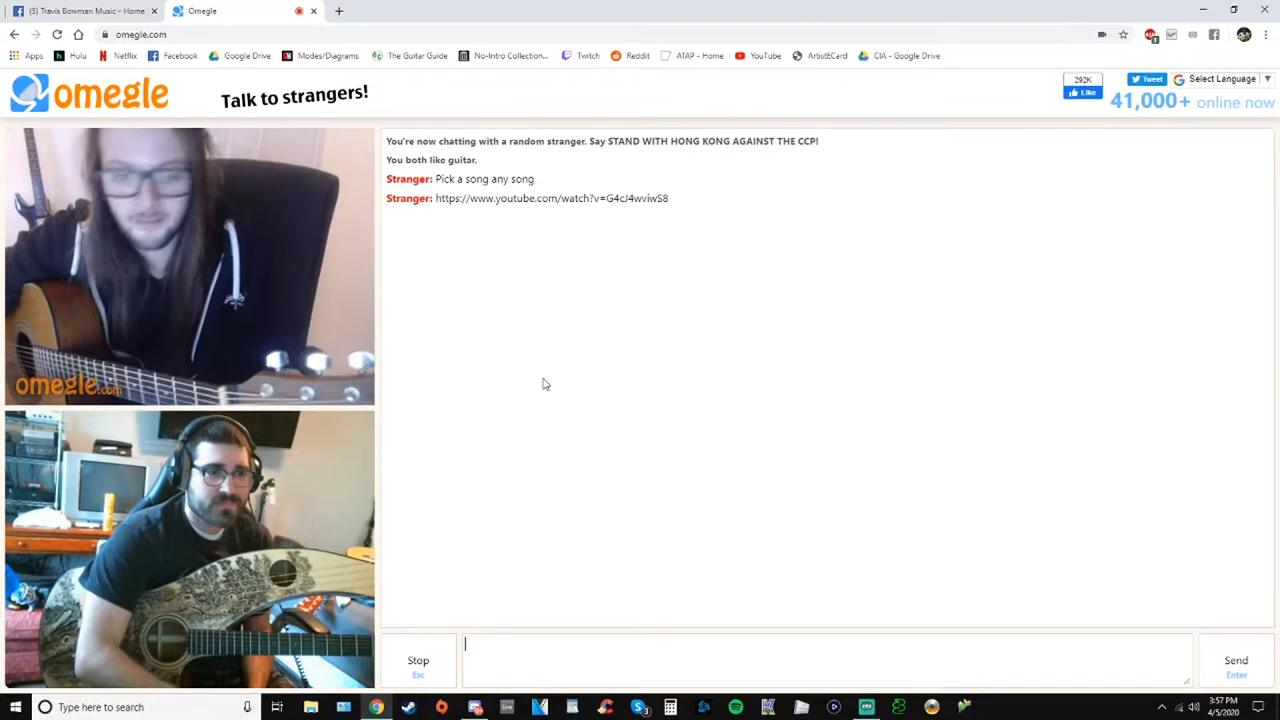 (5) Travis Bowman Music - Home
Omegle
omegle.com
Apps
Hulu
Netflix
Facebook
Google Drive
Modes/Diagrams
The Guitar Guide
No-Intro Collection...
Twitch
Reddit
ATAP - Home
YouTube
ArtistECard
CIA - Google Drive
omegle
Talk to strangers!
292K
Like
Tweet
Select Language
41,000+ online now
You're now chatting with a random stranger. Say STAND WITH HONG KONG AGAINST THE CCP!
You both like guitar.
Stranger: Pick a song any song
Stranger: https://www.youtube.com/watch?v=G4cJ4wviwS8
omegle.com
Stop
Esc
Send
Enter
Type here to search
3:57 PM
4/5/2020